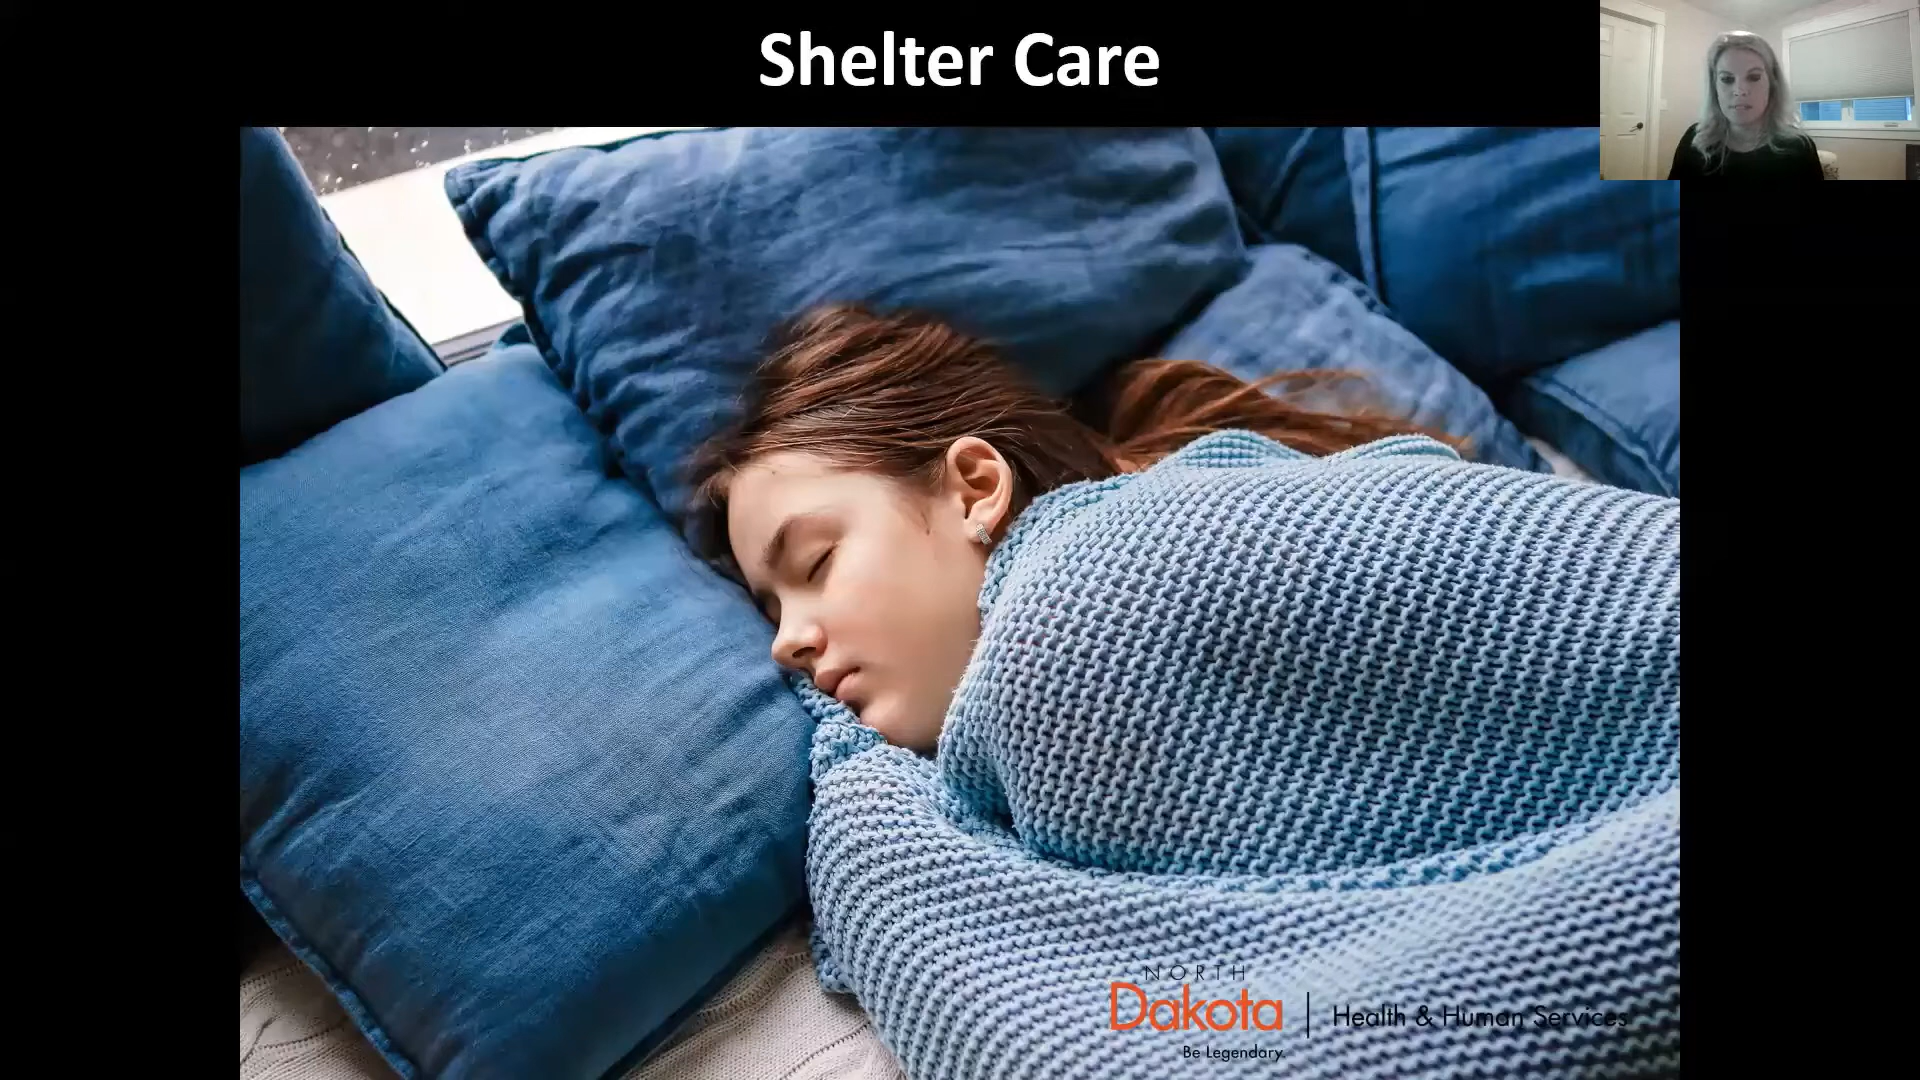 Shelter Care
NORTH
Dakota
Be Legendary.
Health & Human Services